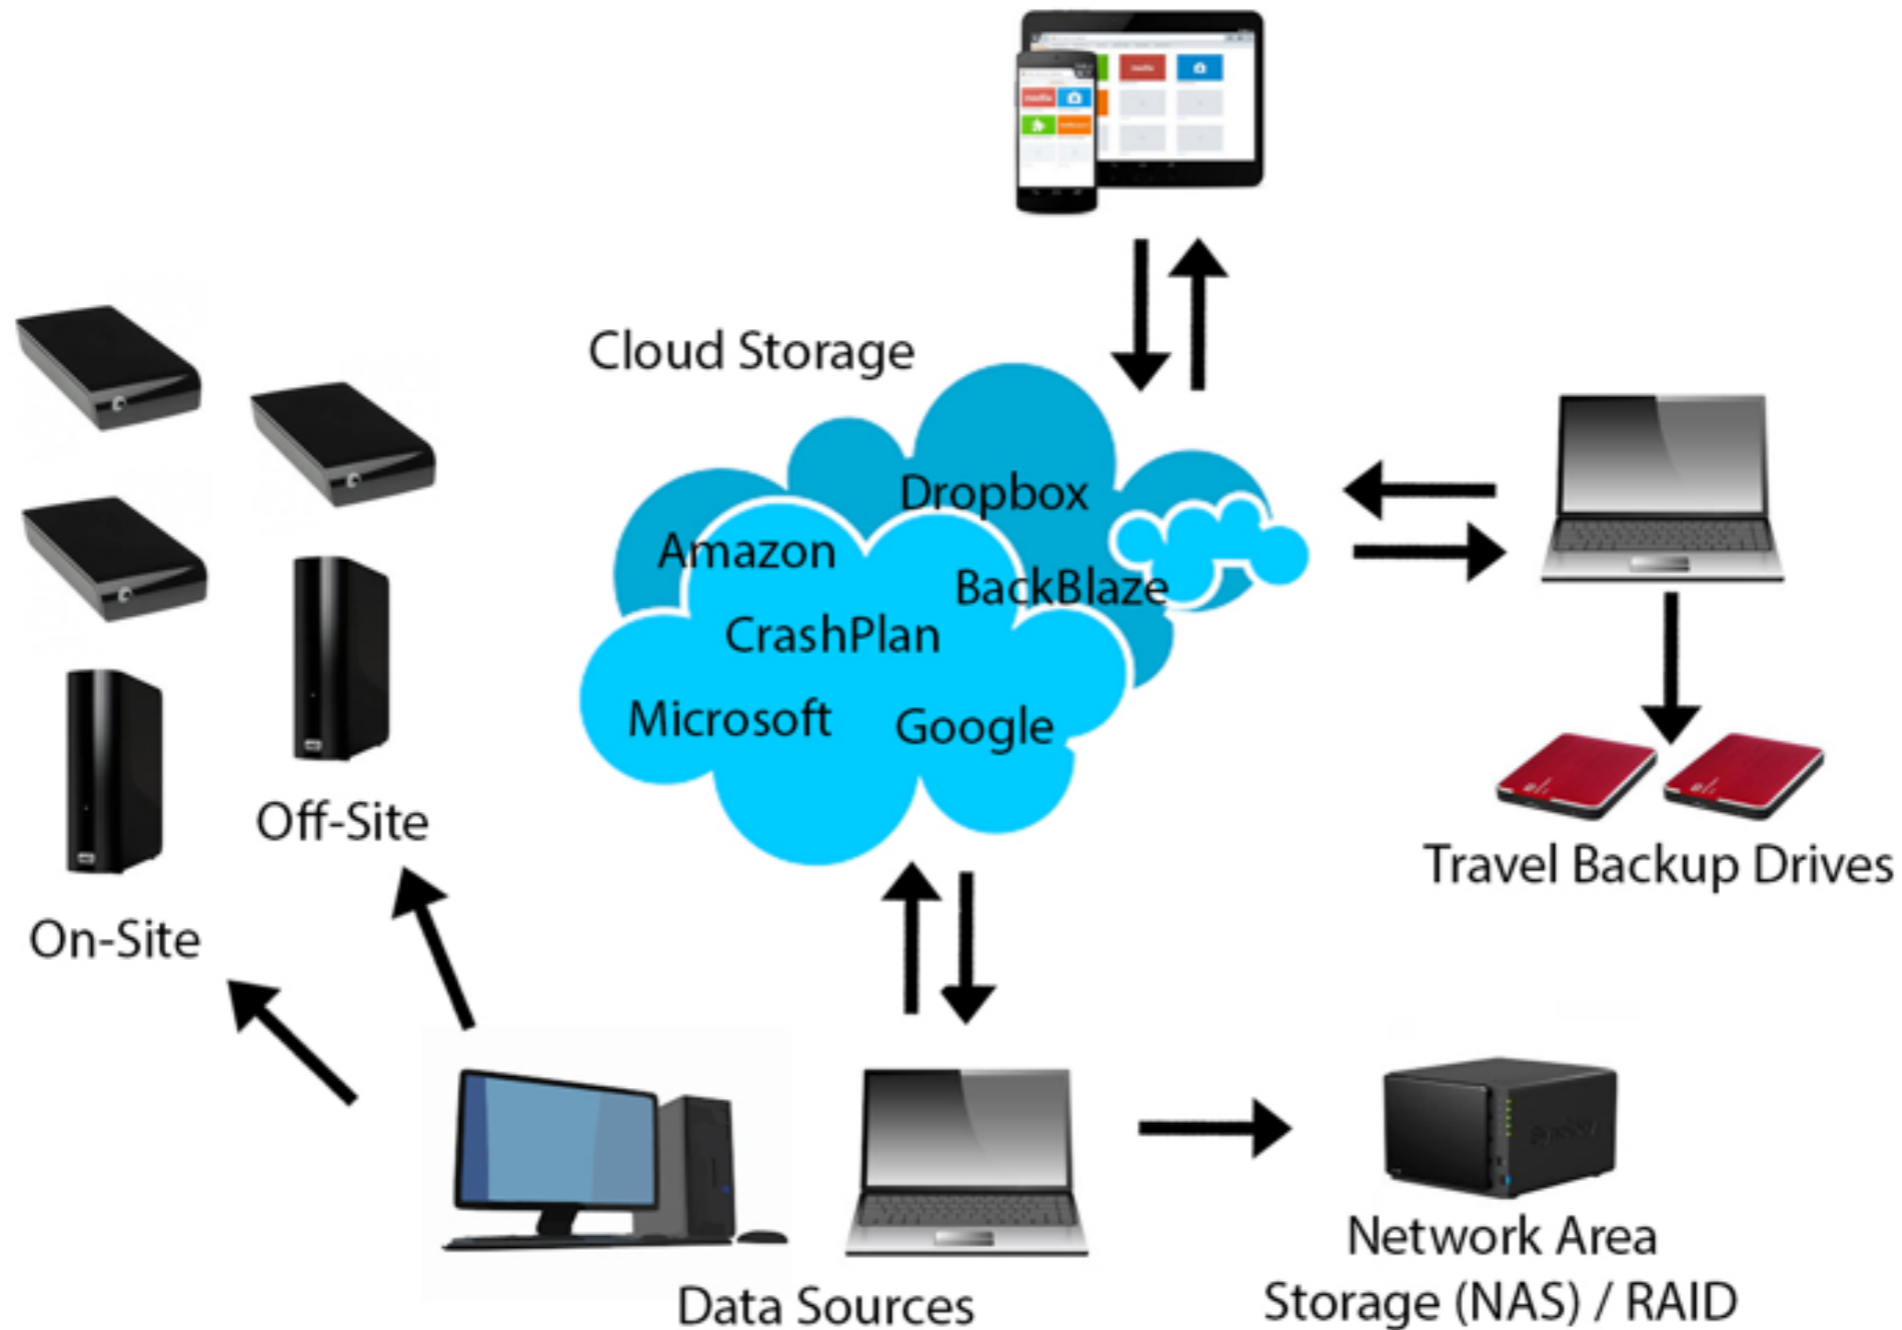 Cloud Storage
Dropbox
Amazon
BackBlaze
CrashPlan
Microsoft
Google
Off-Site
On-Site
Travel Backup Drives
Data Sources
Network Area
Storage (NAS) / RAID